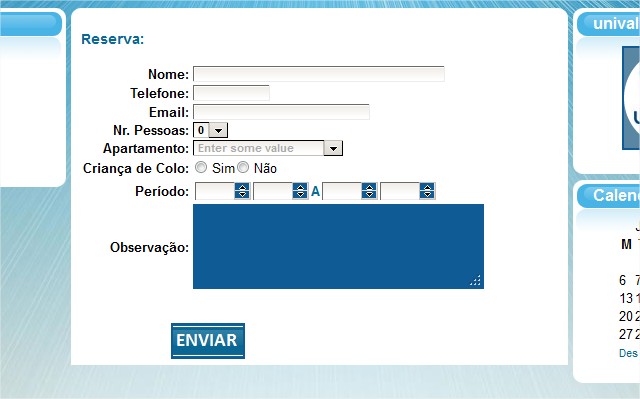 Reserva:
Nome:
Telefone:
Email:
Nr. Pessoas: 0
Apartamento: Enter some value
Criança de Colo: Sim Não
Período: A
Observação:
ENVIAR
unival
Calend
M
6 7
13 1
20 2
27 2
Des